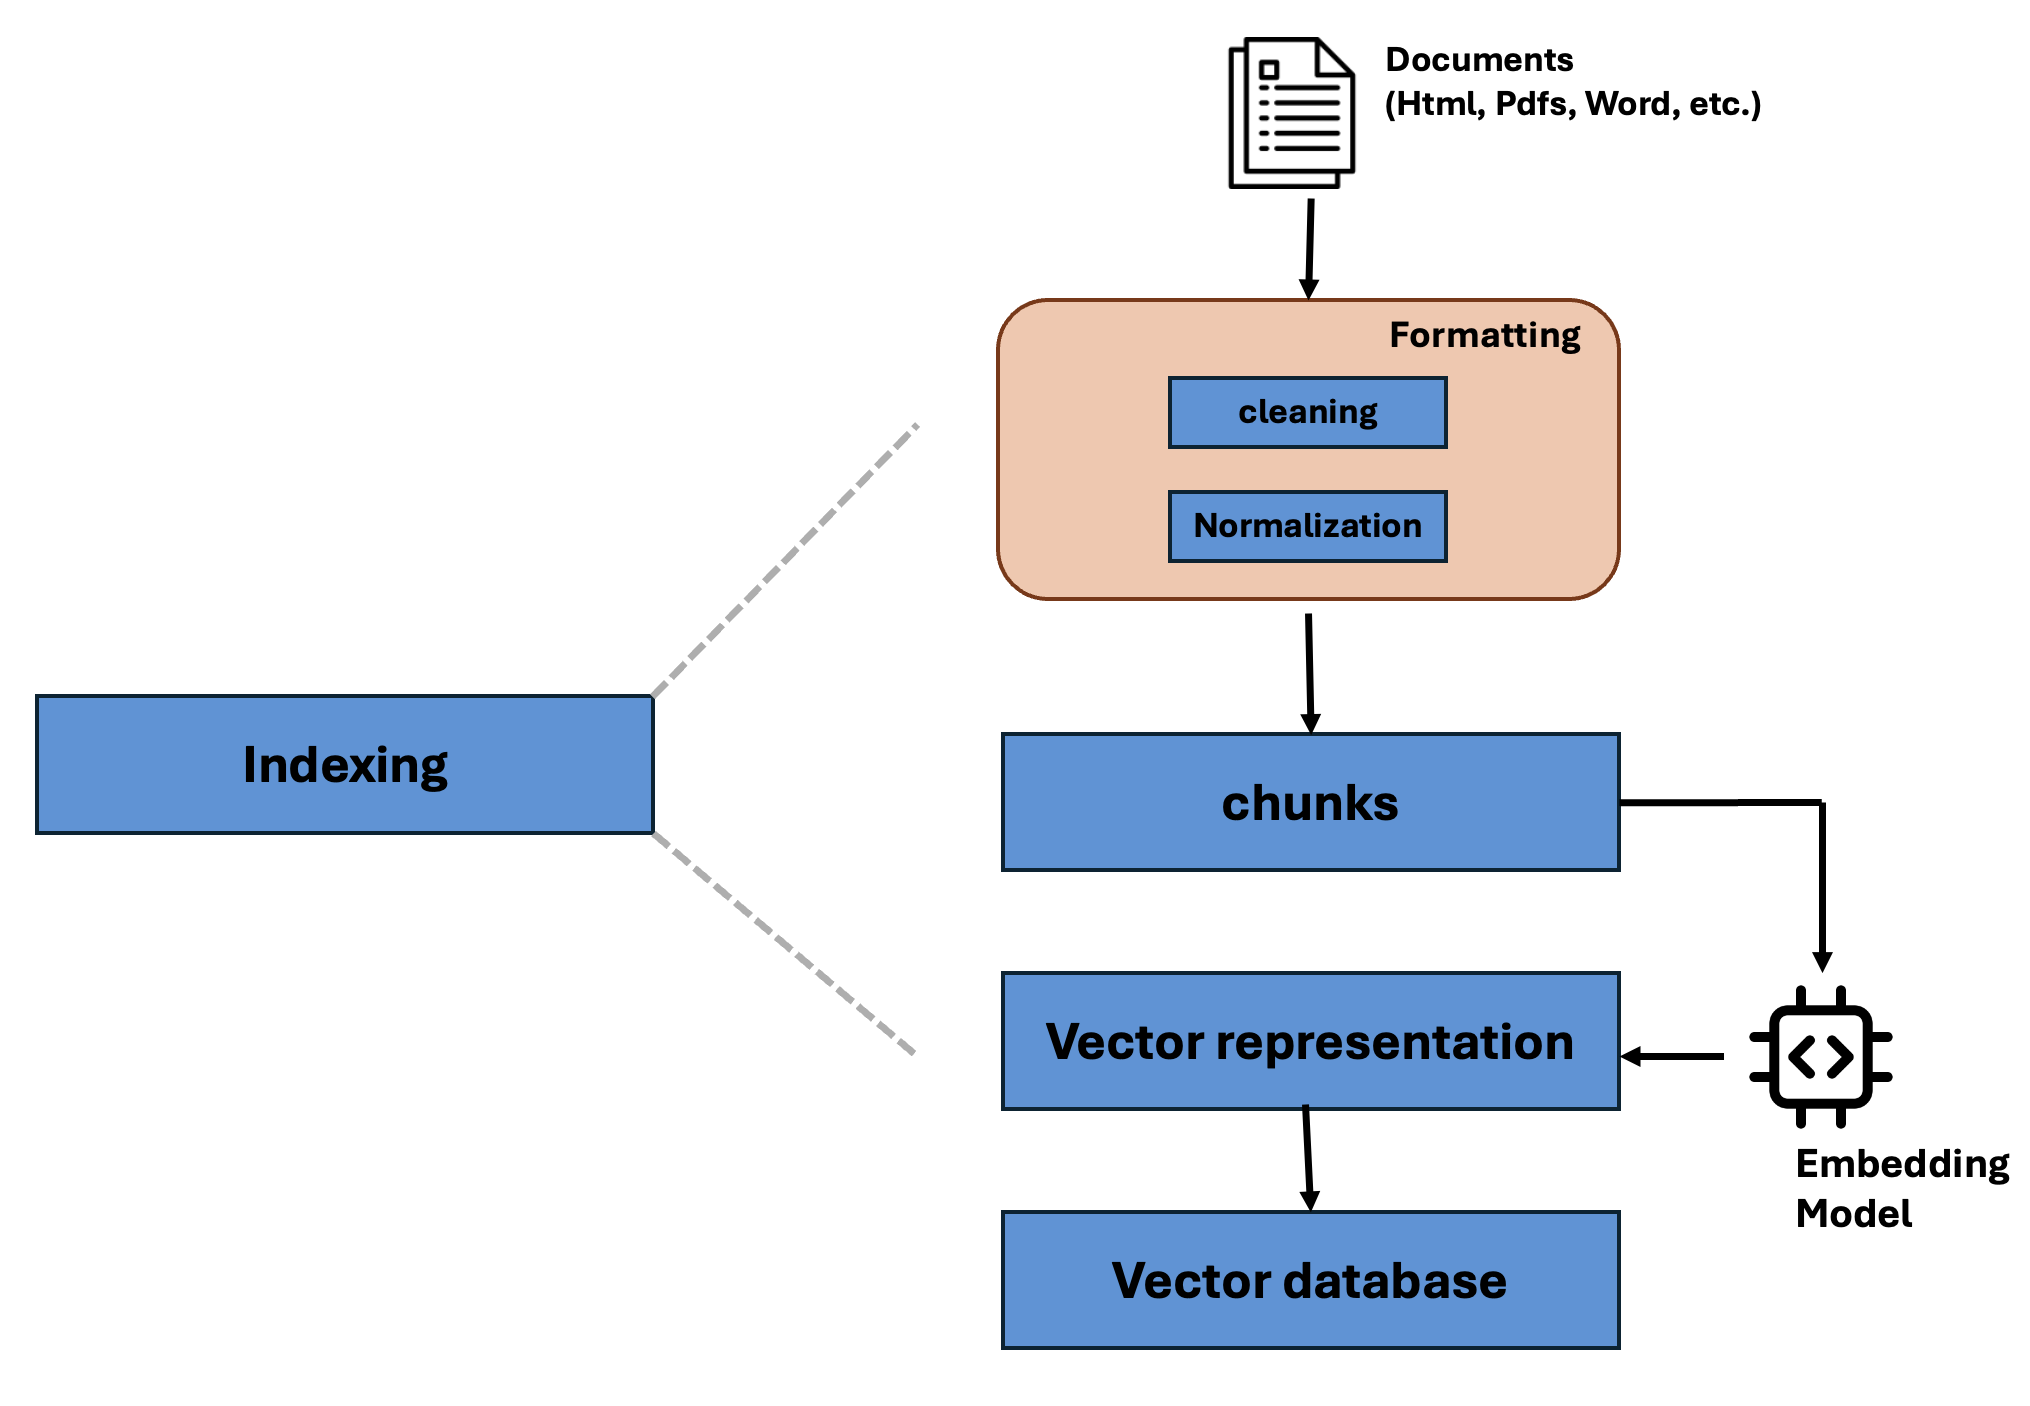 Documents
(Html, Pdfs, Word, etc.)
Formatting
cleaning
Normalization
Indexing
chunks
Vector representation
Embedding
Model
Vector database